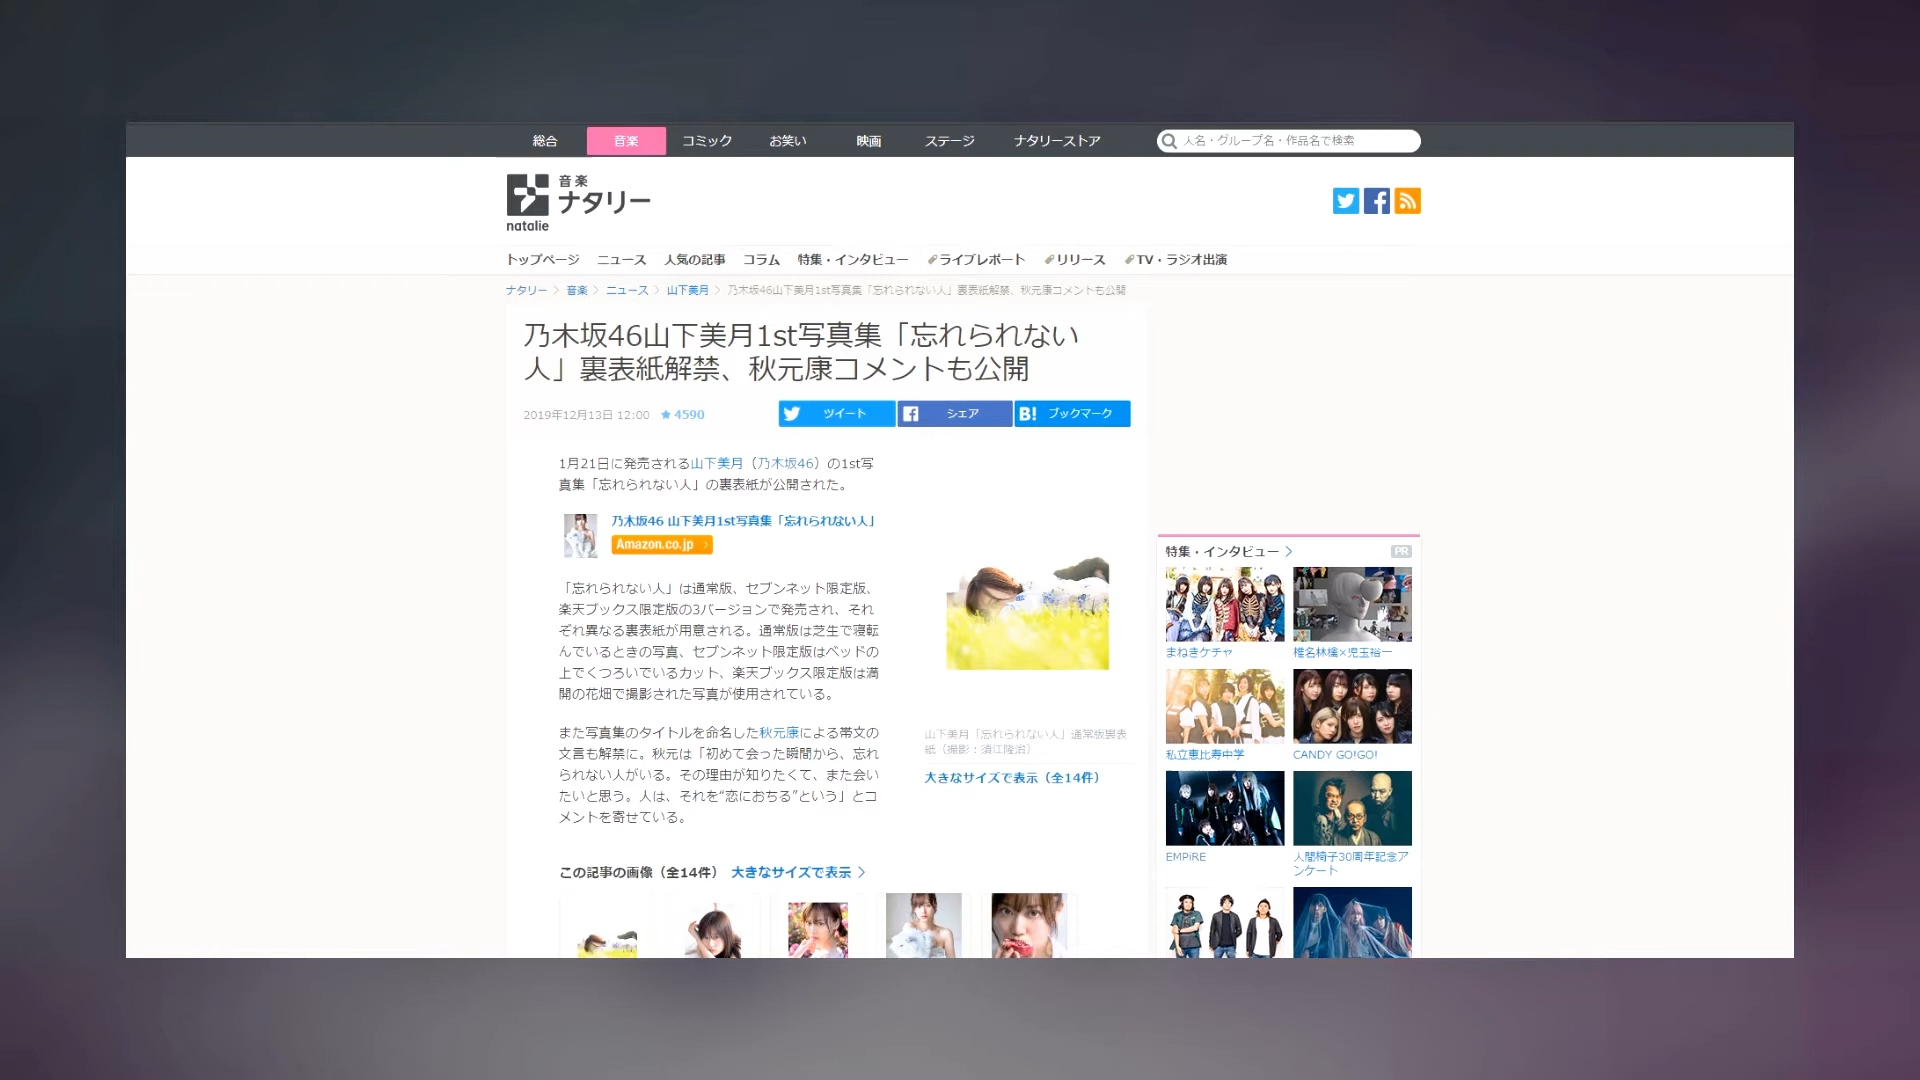 総合 音楽 コミック お笑い 映画 ステージ ナタリーストア 人名・グループ名・作品名で検索
音楽
ナタリー
natalie
トップページ ニュース 人気の記事 コラム 特集・インタビュー ライブレポート リリース TV・ラジオ出演
ナタリー 音楽 ニュース 山下美月 乃木坂46山下美月1st写真集「忘れられない人」裏表紙解禁、秋元康コメントも公開
乃木坂46山下美月1st写真集「忘れられない
人」裏表紙解禁、秋元康コメントも公開
2019年12月13日 12:00 4590 ツイート シェア B! ブックマーク
1月21日に発売される山下美月（乃木坂46）の1st写
真集「忘れられない人」の裏表紙が公開された。
乃木坂46 山下美月1st写真集「忘れられない人」
Amazon.co.jp
「忘れられない人」は通常版、セブンネット限定版、
楽天ブックス限定版の3バージョンで発売され、それ
ぞれ異なる裏表紙が用意される。通常版は芝生で寝転
んでいるときの写真、セブンネット限定版はベッドの
上でくつろいでいるカット、楽天ブックス限定版は満
開の花畑で撮影された写真が使用されている。
また写真集のタイトルを命名した秋元康による帯文の
文言も解禁に。秋元は「初めて会った瞬間から、忘れ
られない人がいる。その理由が知りたくて、また会い
たいと思う。人は、それを“恋におちる”という」とコ
メントを寄せている。
山下美月「忘れられない人」通常版裏表
紙（撮影：須江隆治）
大きなサイズで表示（全14件）
この記事の画像（全14件） 大きなサイズで表示
特集・インタビュー PR
まねきケチャ
椎名林檎×児玉裕一
私立恵比寿中学
CANDY GO!GO!
EMPiRE
人間椅子30周年記念ア
ンケート